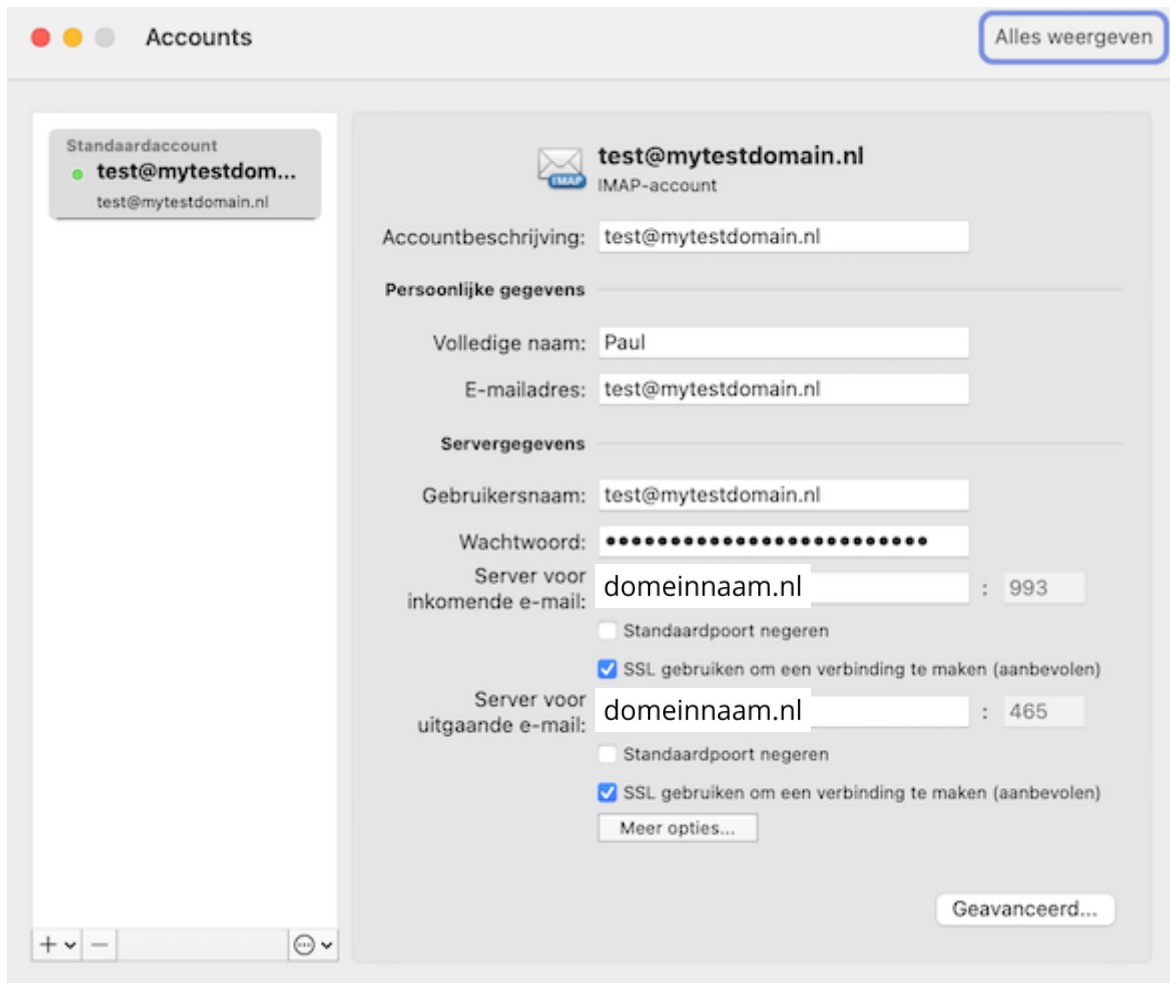 Accounts
Alles weergeven
Standaardaccount
test@mytestdom...
test@mytestdomain.nl
test@mytestdomain.nl
IMAP
IMAP-account
Accountbeschrijving: test@mytestdomain.nl
Persoonlijke gegevens
Volledige naam: Paul
E-mailadres: test@mytestdomain.nl
Servergegevens
Gebruikersnaam: test@mytestdomain.nl
Wachtwoord: •••••••••••••••••••••••••
Server voor
inkomende e-mail: domeinnaam.nl : 993
Standaardpoort negeren
SSL gebruiken om een verbinding te maken (aanbevolen)
Server voor
uitgaande e-mail: domeinnaam.nl : 465
Standaardpoort negeren
SSL gebruiken om een verbinding te maken (aanbevolen)
Meer opties...
Geavanceerd...